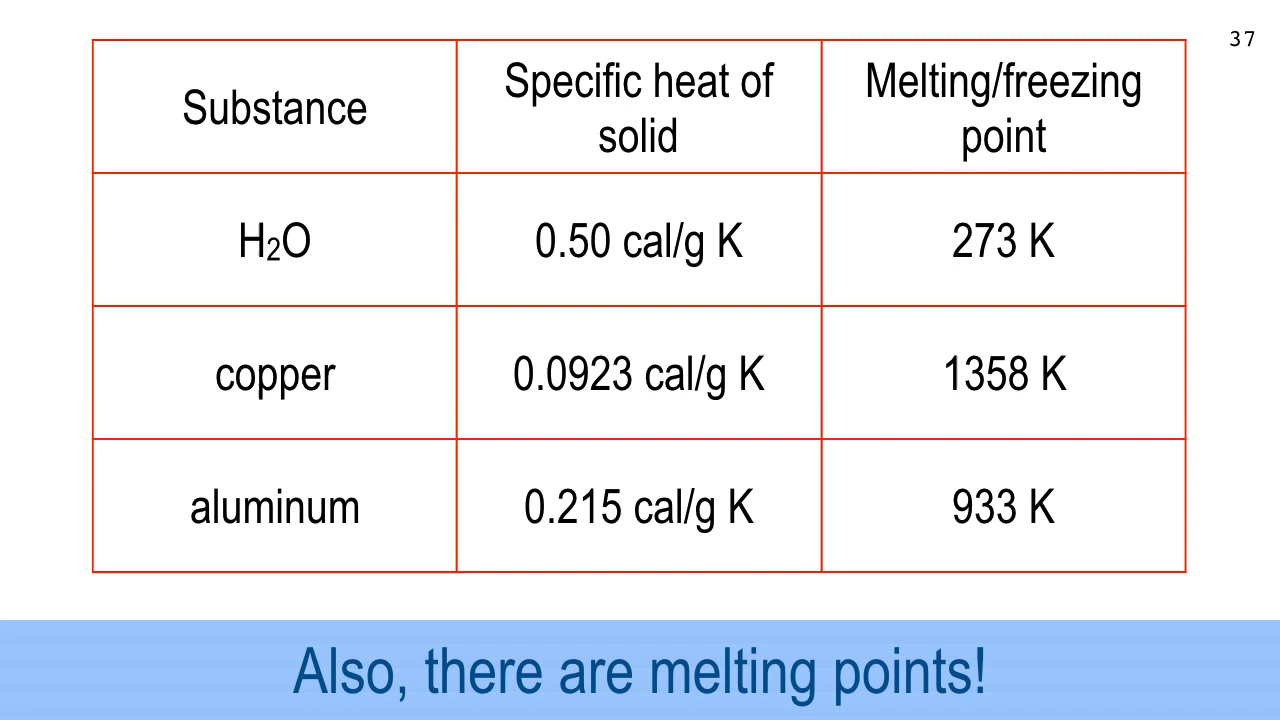 37
Substance
Specific heat of
solid
Melting/freezing
point
H₂O
0.50 cal/g K
273 K
copper
0.0923 cal/g K
1358 K
aluminum
0.215 cal/g K
933 K
Also, there are melting points!